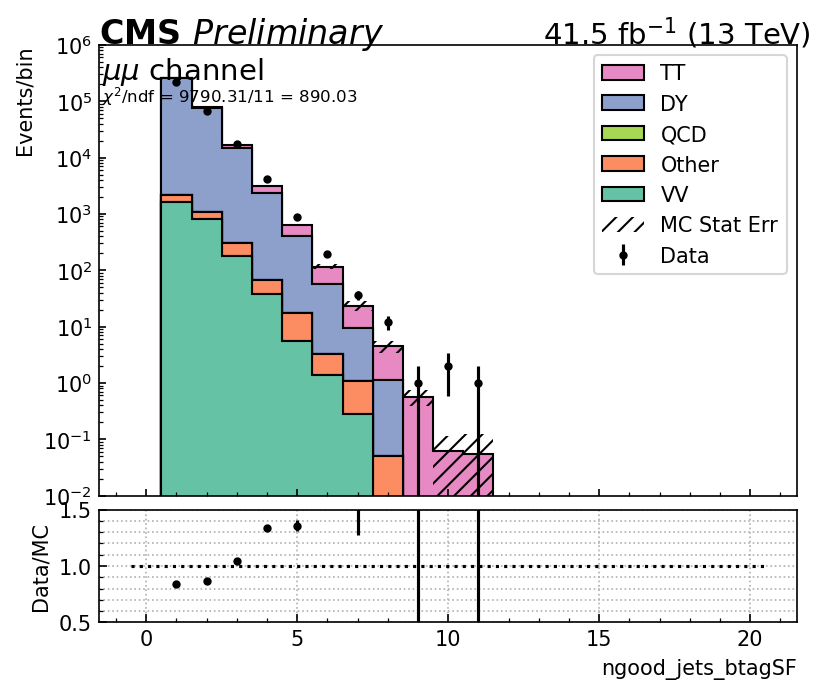 CMS Preliminary 41.5 fb⁻¹ (13 TeV)
μμ channel
χ²/ndf = 9790.31/11 = 890.03
Events/bin
10⁶
10⁵
10⁴
10³
10²
10¹
10⁰
10⁻¹
10⁻²
TT
DY
QCD
Other
VV
MC Stat Err
Data
Data/MC
1.5
1.0
0.5
0 5 10 15 20
ngood_jets_btagSF